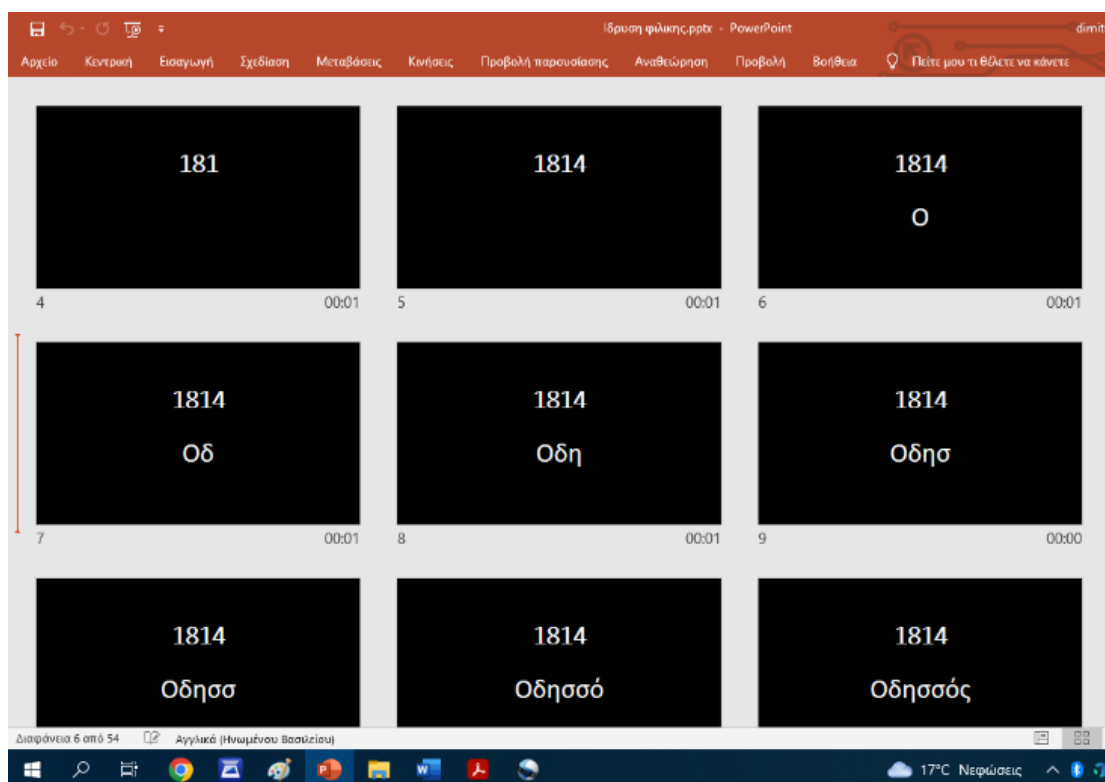 Ίδρυση φιλικης.pptx - PowerPoint
dimit
Αρχείο Κεντρική Εισαγωγή Σχεδίαση Μεταβάσεις Κινήσεις Προβολή παρουσίασης Αναθεώρηση Προβολή Βοήθεια Πείτε μου τι θέλετε να κάνετε
181
4 00:01
1814
5 00:01
1814
Ο
6 00:01
1814
Οδ
7 00:01
1814
Οδη
8 00:01
1814
Οδησ
9 00:00
1814
Οδησσ
1814
Οδησσό
1814
Οδησσός
Διαφάνεια 6 από 54 Αγγλικά (Ηνωμένου Βασιλείου)
17°C Νεφώσεις